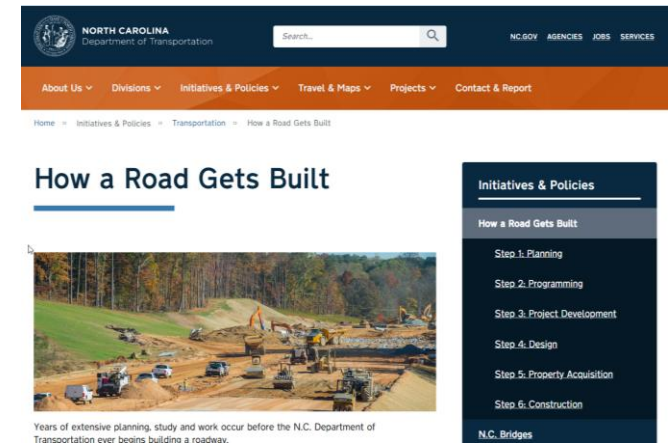 NORTH CAROLINA
Department of Transportation
Search...
NC.GOV AGENCIES JOBS SERVICES
About Us Divisions Initiatives & Policies Travel & Maps Projects Contact & Report
Home Initiatives & Policies Transportation How a Road Gets Built
How a Road Gets Built
Initiatives & Policies
How a Road Gets Built
Step 1: Planning
Step 2: Programming
Step 3: Project Development
Step 4: Design
Step 5: Property Acquisition
Step 6: Construction
N.C. Bridges
Years of extensive planning, study and work occur before the N.C. Department of
Transportation ever begins building a roadway.